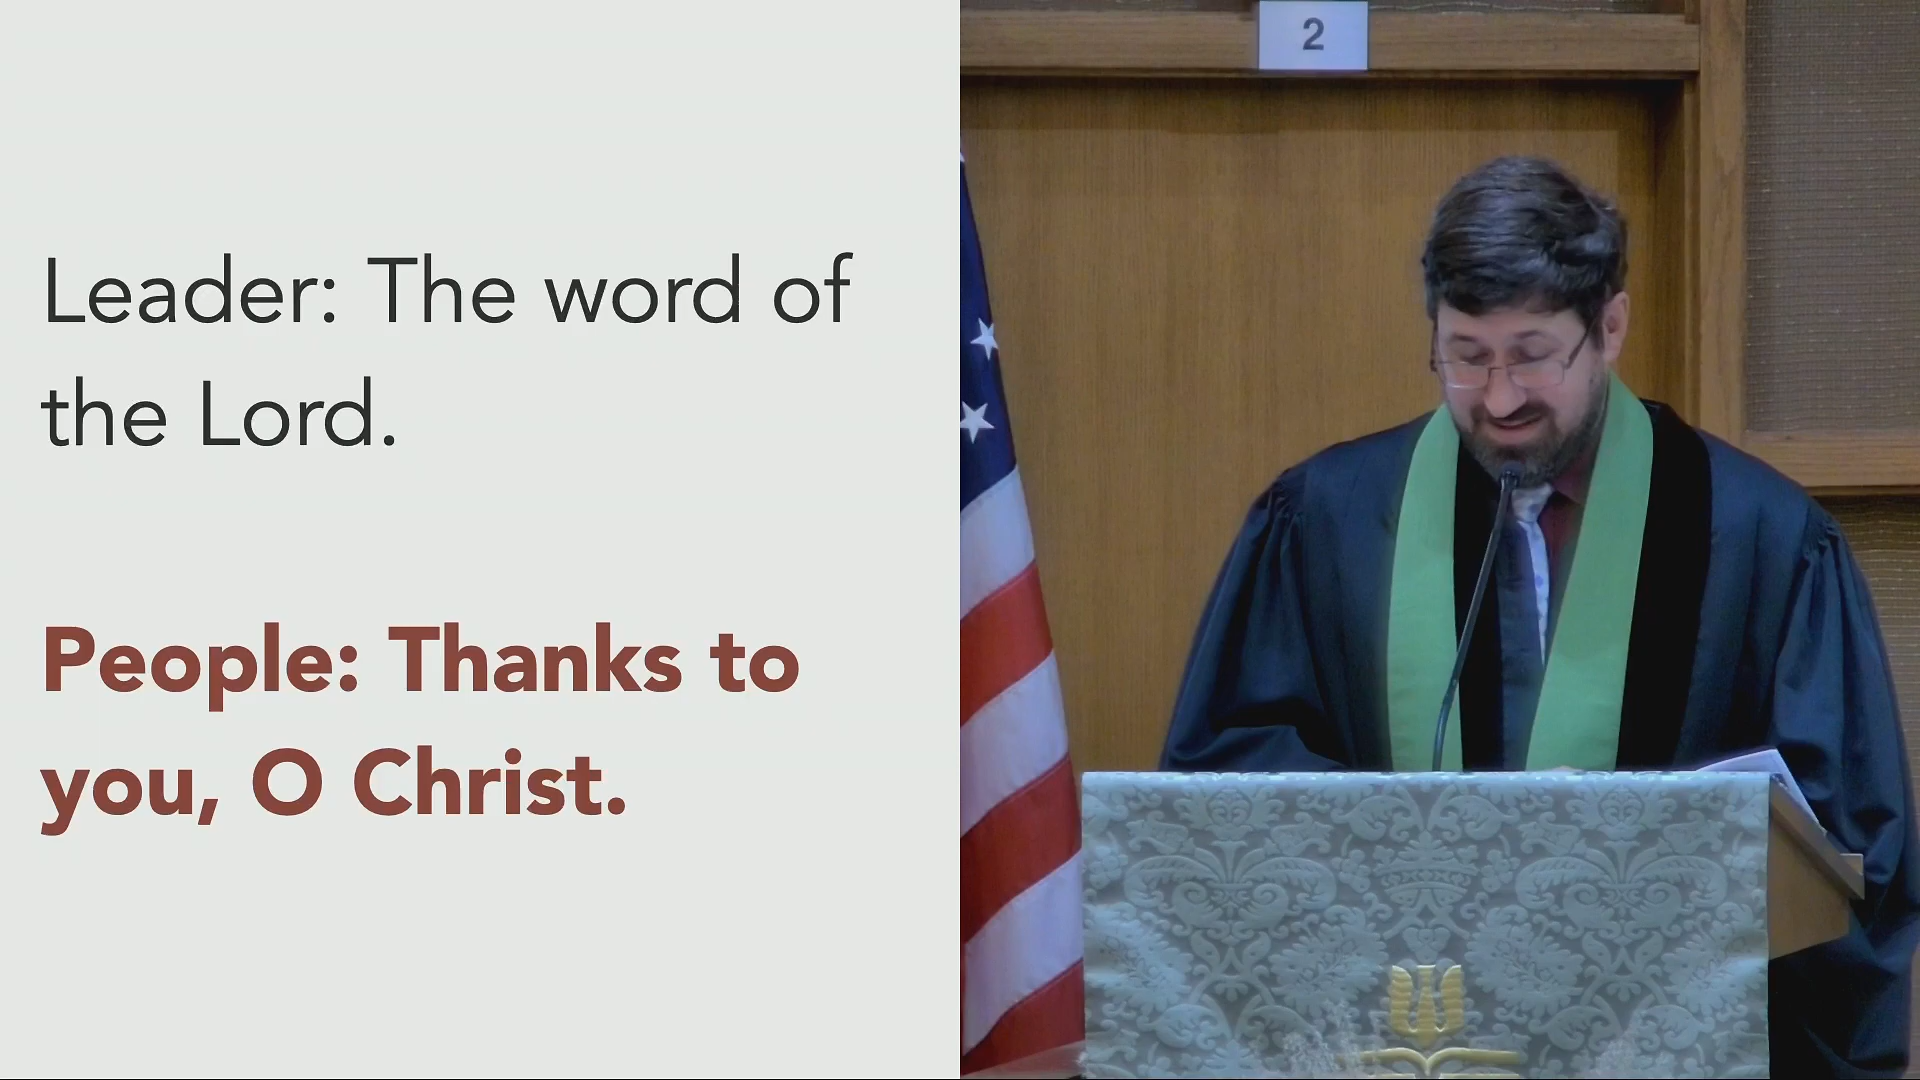 Leader: The word of
the Lord.
People: Thanks to
you, O Christ.
2